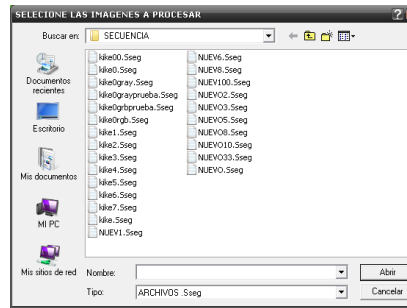 SELECCIONE LAS IMAGENES A PROCESAR
Buscar en:
SECUENCIA
Documentos
recientes
Escritorio
Mis documentos
MI PC
Mis sitios de red
kike00.Sseg
kike0.Sseg
kike0gray.Sseg
kike0grayprueba.Sseg
kike0grbprueba.Sseg
kike0rgb.Sseg
kike1.Sseg
kike2.Sseg
kike3.Sseg
kike4.Sseg
kike5.Sseg
kike6.Sseg
kike7.Sseg
kike.Sseg
NUEV1.Sseg
NUEV6.Sseg
NUEV8.Sseg
NUEV100.Sseg
NUEVO2.Sseg
NUEVO3.Sseg
NUEVO5.Sseg
NUEVO8.Sseg
NUEVO10.Sseg
NUEVO33.Sseg
NUEVO.Sseg
Nombre:
Abrir
Tipo:
ARCHIVOS .Sseg
Cancelar